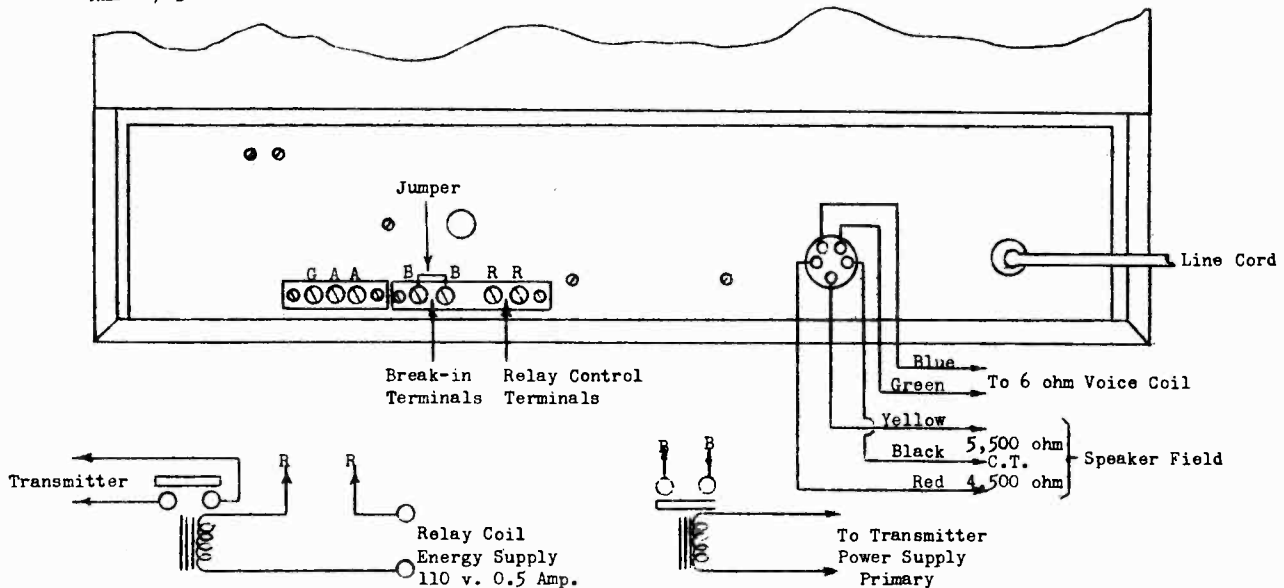 Jumper
G A A
B B R R
Line Cord
Break-in
Terminals
Relay Control
Terminals
Blue
Green
To 6 ohm Voice Coil
Yellow
Black
Red
5,500 ohm
C.T.
4,500 ohm
Speaker Field
Transmitter
R R
Relay Coil
Energy Supply
110 v. 0.5 Amp.
B B
To Transmitter
Power Supply
Primary